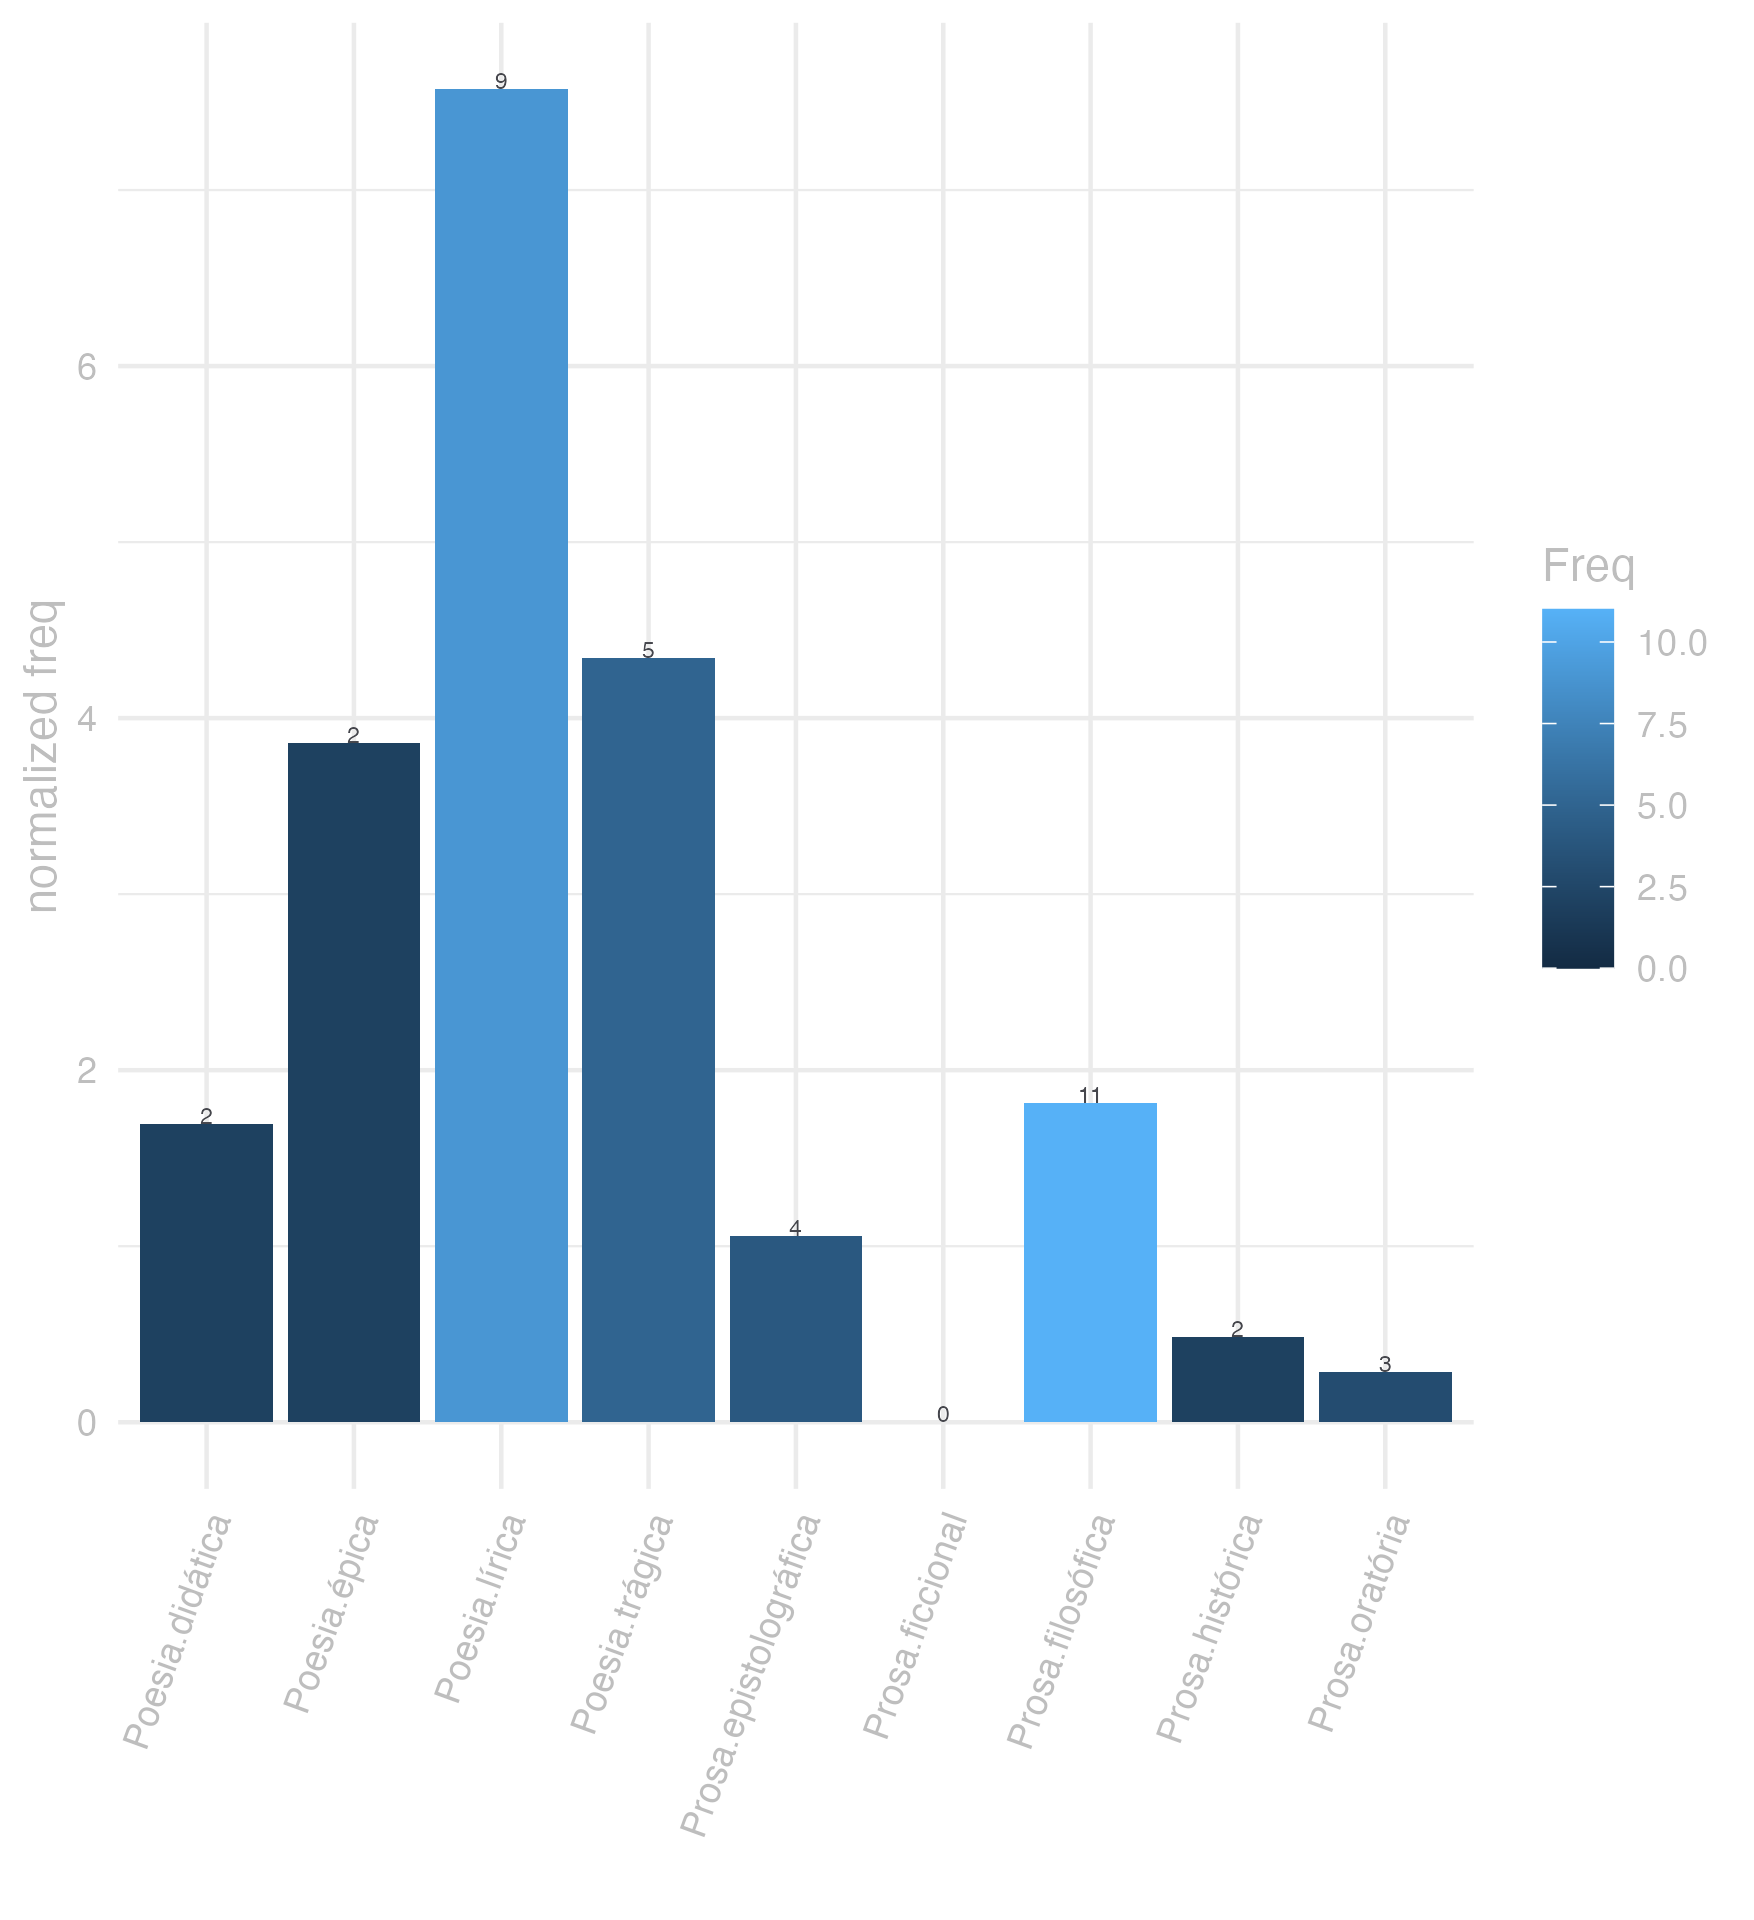 normalized freq
6
4
2
0
9
5
2
2
4
0
11
2
3
Poesia.didática
Poesia.épica
Poesia.lírica
Poesia.trágica
Prosa.epistolográfica
Prosa.ficcional
Prosa.filosófica
Prosa.histórica
Prosa.oratória
Freq
10.0
7.5
5.0
2.5
0.0